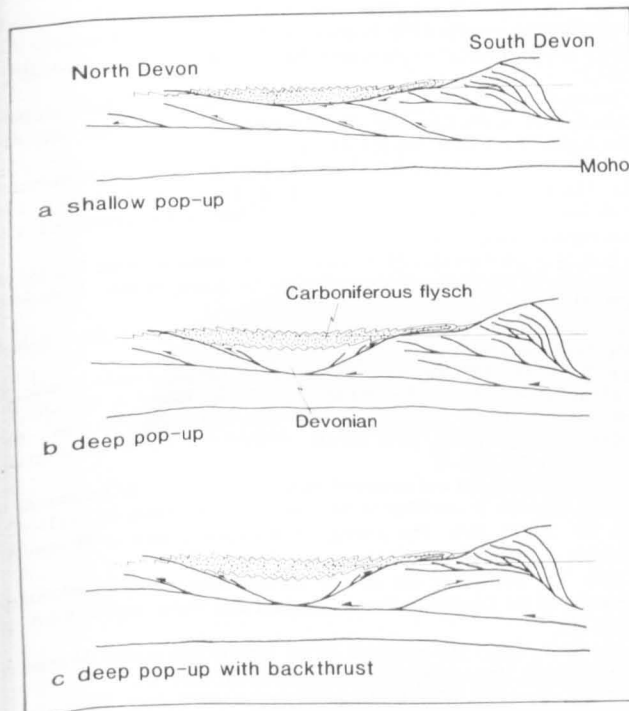 South Devon
North Devon
Moho
a shallow pop-up
Carboniferous flysch
Devonian
b deep pop-up
c deep pop-up with backthrust